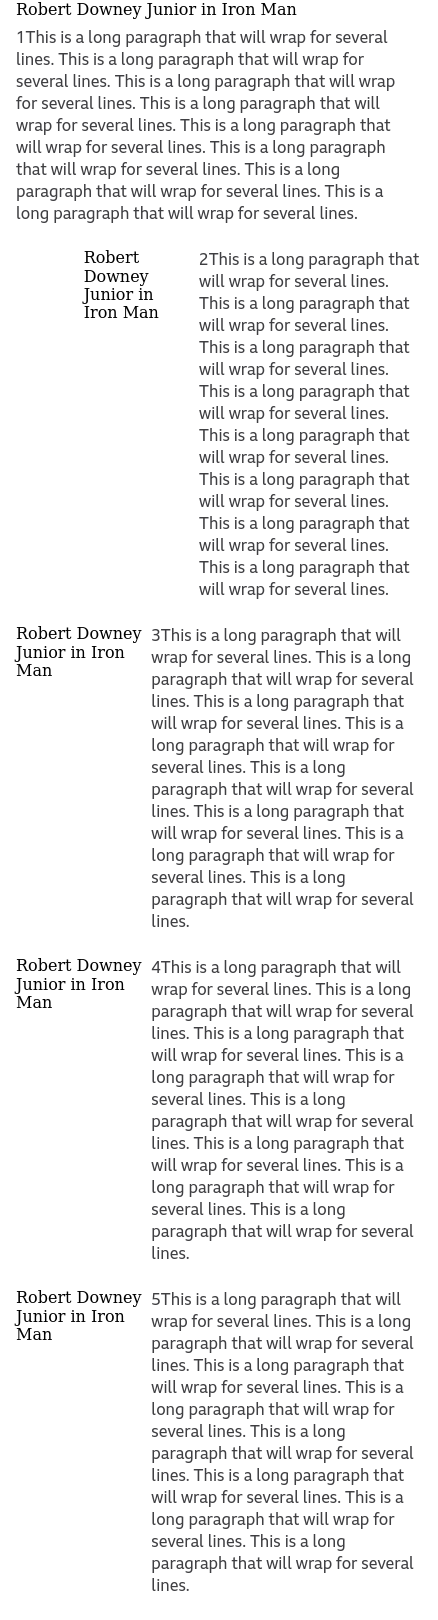 Robert Downey Junior in Iron Man
1This is a long paragraph that will wrap for several
lines. This is a long paragraph that will wrap for
several lines. This is a long paragraph that will wrap
for several lines. This is a long paragraph that will
wrap for several lines. This is a long paragraph that
will wrap for several lines. This is a long paragraph
that will wrap for several lines. This is a long
paragraph that will wrap for several lines. This is a
long paragraph that will wrap for several lines.
Robert
Downey
Junior in
Iron Man
2This is a long paragraph that
will wrap for several lines.
This is a long paragraph that
will wrap for several lines.
This is a long paragraph that
will wrap for several lines.
This is a long paragraph that
will wrap for several lines.
This is a long paragraph that
will wrap for several lines.
This is a long paragraph that
will wrap for several lines.
This is a long paragraph that
will wrap for several lines.
This is a long paragraph that
will wrap for several lines.
Robert Downey
Junior in Iron
Man
3This is a long paragraph that will
wrap for several lines. This is a long
paragraph that will wrap for several
lines. This is a long paragraph that
will wrap for several lines. This is a
long paragraph that will wrap for
several lines. This is a long
paragraph that will wrap for several
lines. This is a long paragraph that
will wrap for several lines. This is a
long paragraph that will wrap for
several lines. This is a long
paragraph that will wrap for several
lines.
Robert Downey
Junior in Iron
Man
4This is a long paragraph that will
wrap for several lines. This is a long
paragraph that will wrap for several
lines. This is a long paragraph that
will wrap for several lines. This is a
long paragraph that will wrap for
several lines. This is a long
paragraph that will wrap for several
lines. This is a long paragraph that
will wrap for several lines. This is a
long paragraph that will wrap for
several lines. This is a long
paragraph that will wrap for several
lines.
Robert Downey
Junior in Iron
Man
5This is a long paragraph that will
wrap for several lines. This is a long
paragraph that will wrap for several
lines. This is a long paragraph that
will wrap for several lines. This is a
long paragraph that will wrap for
several lines. This is a long
paragraph that will wrap for several
lines. This is a long paragraph that
will wrap for several lines. This is a
long paragraph that will wrap for
several lines. This is a long
paragraph that will wrap for several
lines.